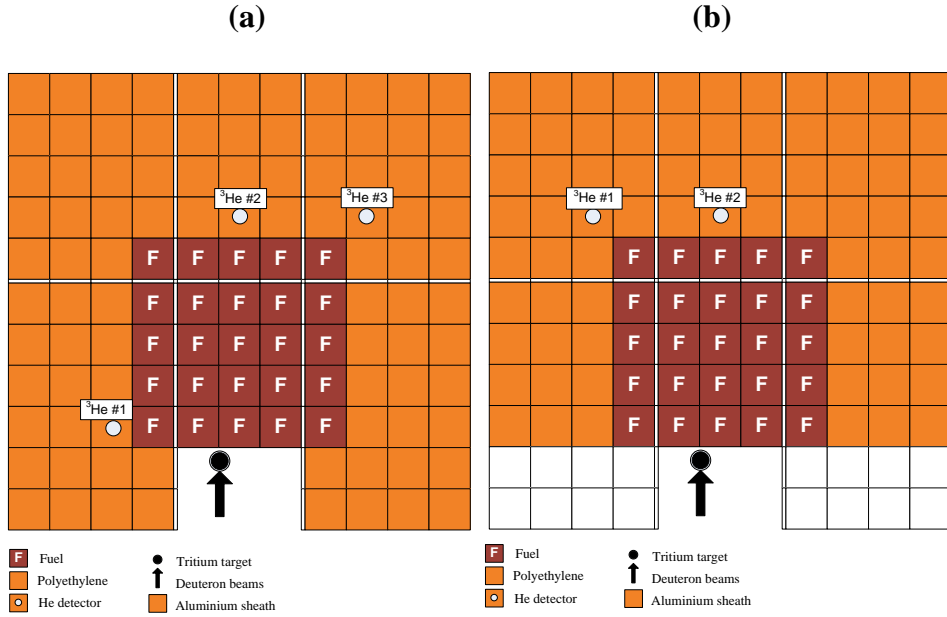 (a) (b)
³He #2 ³He #3 ³He #1 ³He #2
F F F F F F F F F F
F F F F F F F F F F
F F F F F F F F F F
F F F F F F F F F F
³He #1
F F F F F F F F F F
F Fuel Tritium target F Fuel Tritium target
Polyethylene Deuteron beams Polyethylene Deuteron beams
He detector Aluminium sheath He detector Aluminium sheath